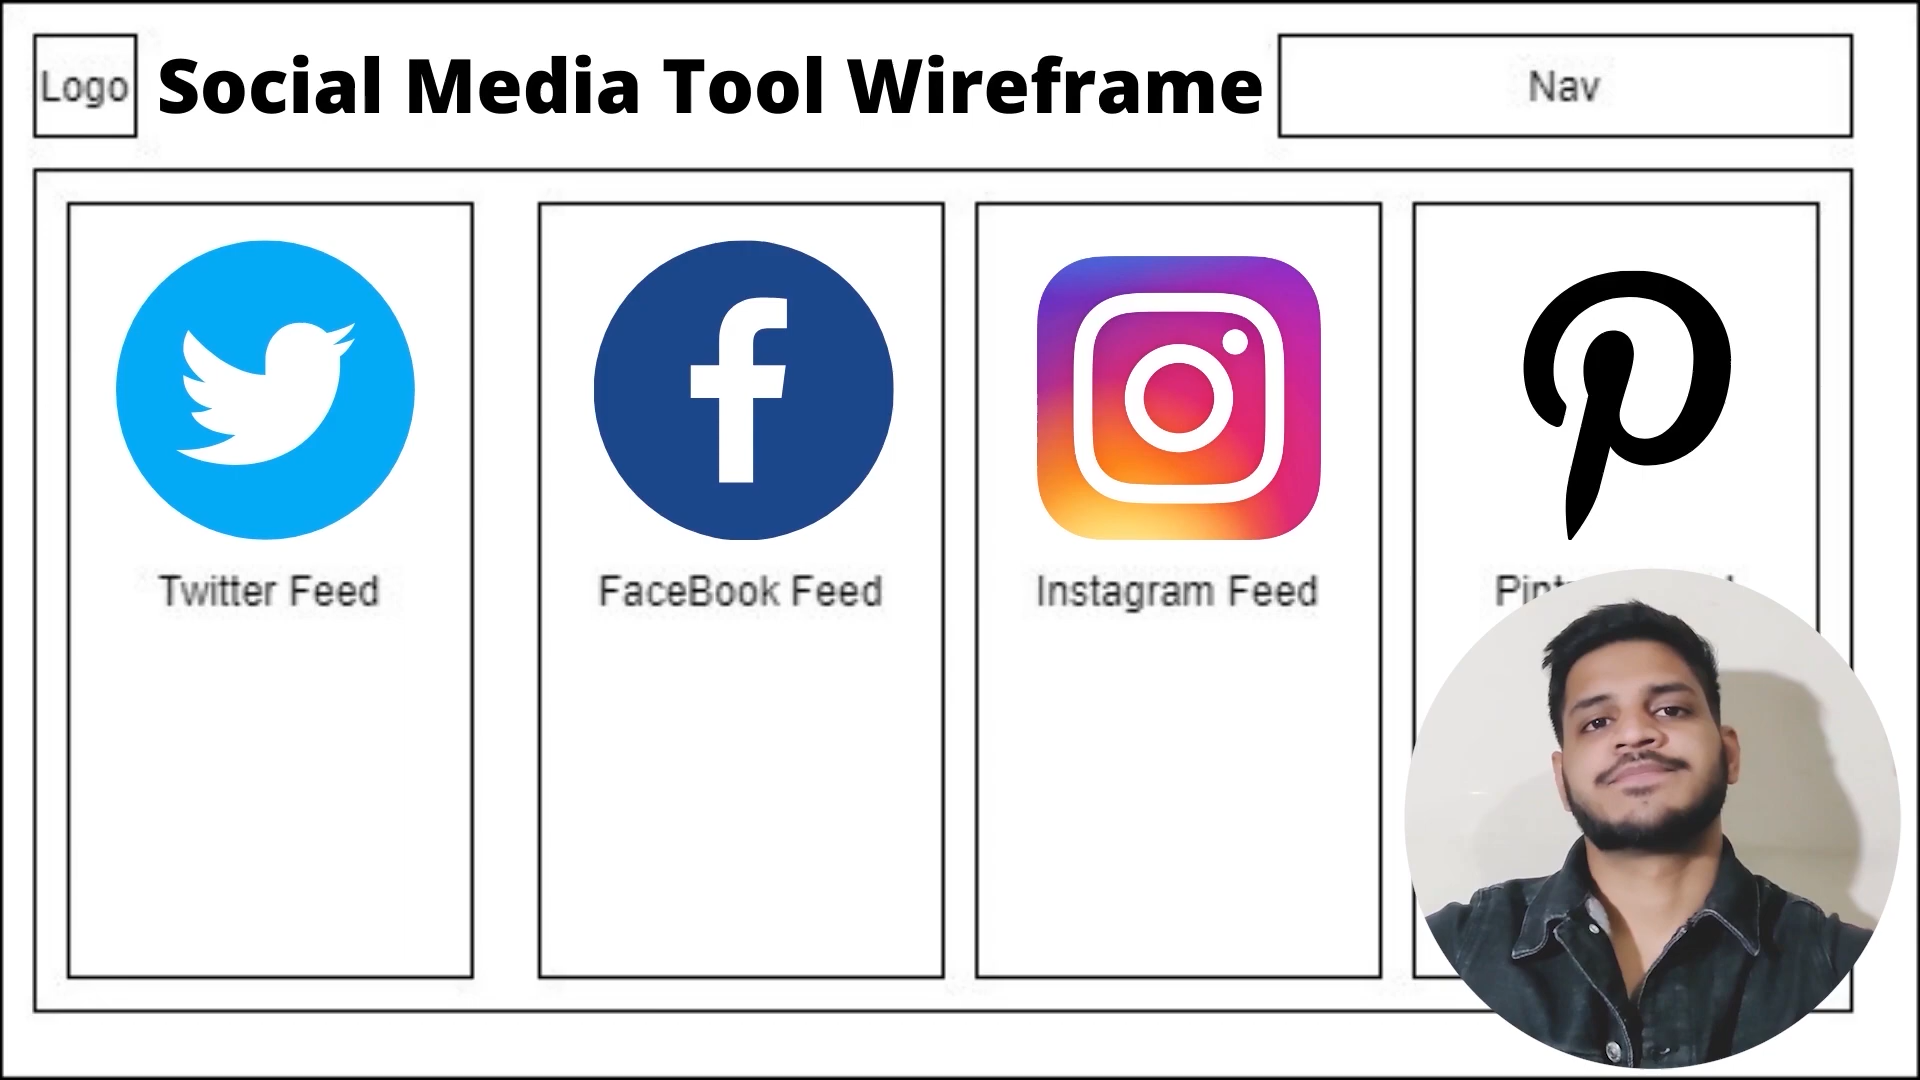 Logo
Social Media Tool Wireframe
Nav
Twitter Feed
FaceBook Feed
Instagram Feed